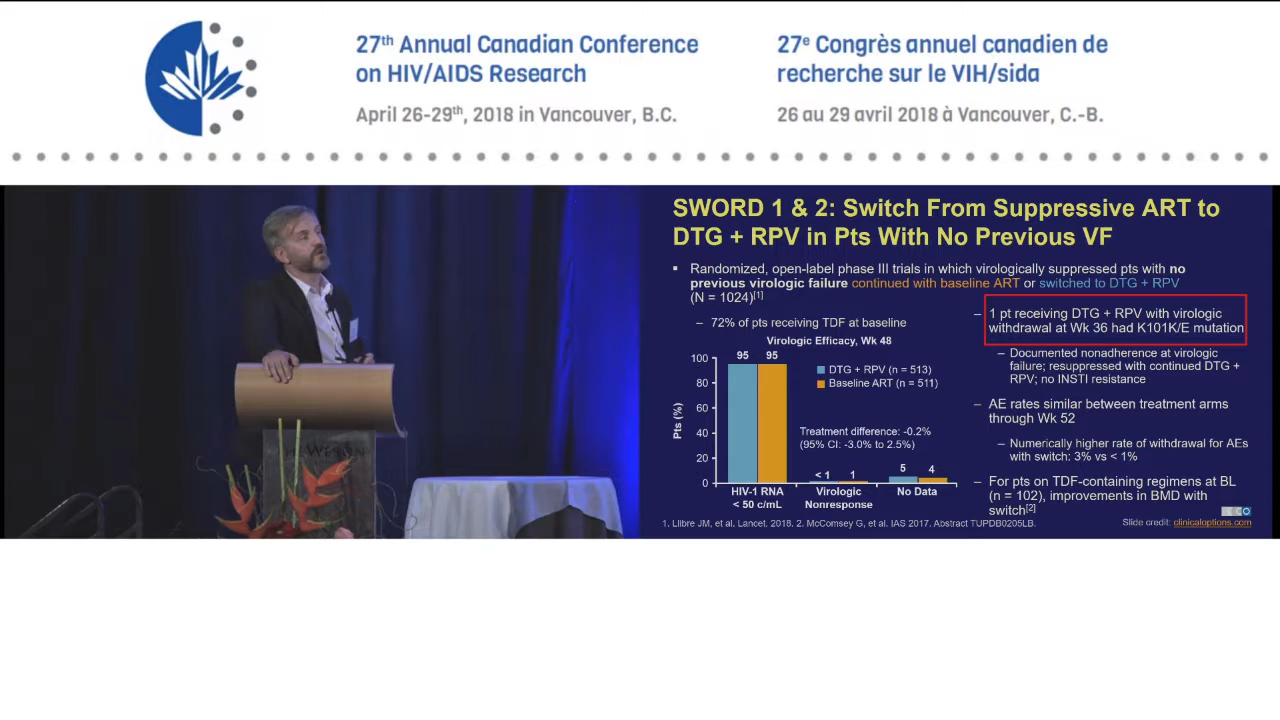 27th Annual Canadian Conference
on HIV/AIDS Research
April 26-29th, 2018 in Vancouver, B.C.
27e Congrès annuel canadien de
recherche sur le VIH/sida
26 au 29 avril 2018 à Vancouver, C.-B.
SWORD 1 & 2: Switch From Suppressive ART to
DTG + RPV in Pts With No Previous VF
▪ Randomized, open-label phase III trials in which virologically suppressed pts with no
previous virologic failure continued with baseline ART or switched to DTG + RPV
(N = 1024)[1]
– 72% of pts receiving TDF at baseline
Virologic Efficacy, Wk 48
Pts (%)
100
80
60
40
20
0
95 95
DTG + RPV (n = 513)
Baseline ART (n = 511)
Treatment difference: -0.2%
(95% CI: -3.0% to 2.5%)
< 1 1
5 4
HIV-1 RNA
< 50 c/mL
Virologic
Nonresponse
No Data
– 1 pt receiving DTG + RPV with virologic
withdrawal at Wk 36 had K101K/E mutation
– Documented nonadherence at virologic
failure; resuppressed with continued DTG +
RPV; no INSTI resistance
– AE rates similar between treatment arms
through Wk 52
– Numerically higher rate of withdrawal for AEs
with switch: 3% vs < 1%
– For pts on TDF-containing regimens at BL
(n = 102), improvements in BMD with
switch[2]
1. Llibre JM, et al. Lancet. 2018. 2. McComsey G, et al. IAS 2017. Abstract TUPDB0205LB.
Slide credit: clinicaloptions.com